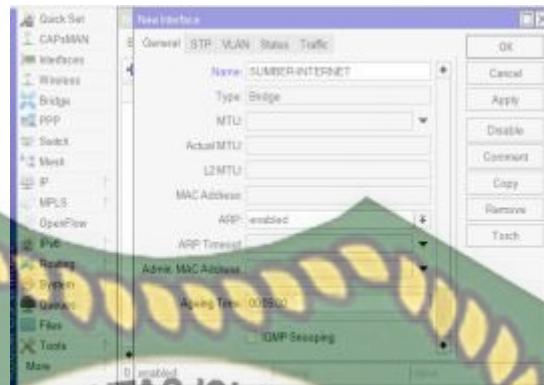 Quick Set
CAPsMAN
Interfaces
Wireless
Bridge
PPP
Switch
Mesh
IP
MPLS
OpenFlow
IPv6
Routing
System
Queues
Files
Tools
More
New Interface
General STP VLAN Status Traffic
Name: SUMBER-INTERNET
Type: Bridge
MTU:
Actual MTU:
L2 MTU:
MAC Address:
ARP: enabled
ARP Timeout:
Admin. MAC Address:
Ageing Time: 00:05:00
IGMP Snooping
enabled
OK
Cancel
Apply
Disable
Comment
Copy
Remove
Torch